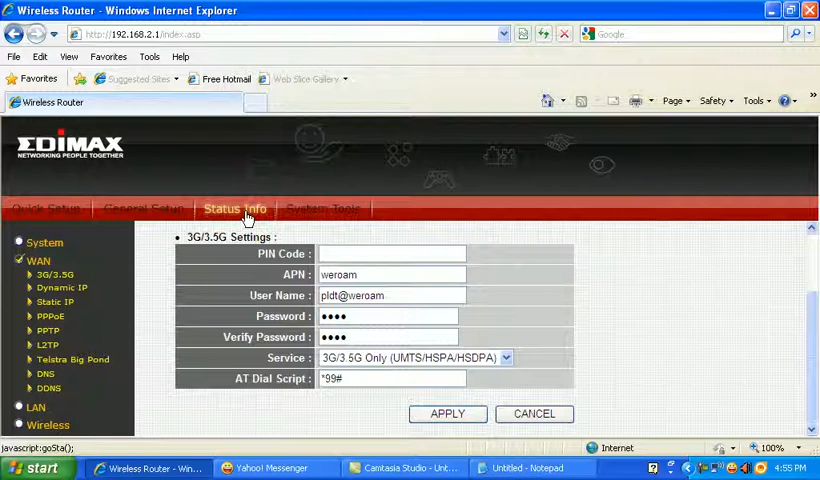 Wireless Router - Windows Internet Explorer
http://192.168.2.1/index.asp
Google
File Edit View Favorites Tools Help
Favorites Suggested Sites Free Hotmail Web Slice Gallery
Wireless Router
Page Safety Tools
EDIMAX
NETWORKING PEOPLE TOGETHER
Quick Setup General Setup Status Info System Tools
System
WAN
3G/3.5G
Dynamic IP
Static IP
PPPoE
PPTP
L2TP
Telstra Big Pond
DNS
DDNS
LAN
Wireless
3G/3.5G Settings :
PIN Code :
APN : weroam
User Name : pldt@weroam
Password : ••••
Verify Password : ••••
Service : 3G/3.5G Only (UMTS/HSPA/HSDPA)
AT Dial Script : *99#
APPLY CANCEL
javascript:goSta(); Internet 100%
start Wireless Router - Win... Yahoo! Messenger Camtasia Studio - Unt... Untitled - Notepad 4:55 PM